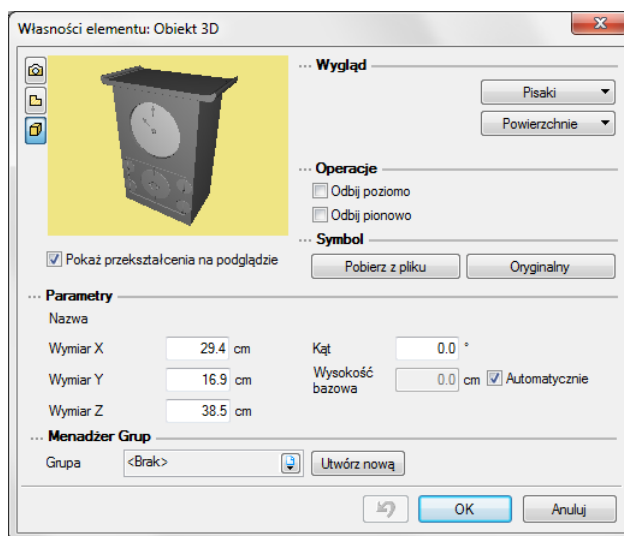 Własności elementu: Obiekt 3D
Wygląd
Pisaki
Powierzchnie
Operacje
Odbij poziomo
Odbij pionowo
Symbol
Pokaż przekształcenia na podglądzie
Pobierz z pliku
Oryginalny
Parametry
Nazwa
Wymiar X 29.4 cm Kąt 0.0 °
Wymiar Y 16.9 cm Wysokość bazowa 0.0 cm Automatycznie
Wymiar Z 38.5 cm
Menadżer Grup
Grupa <Brak> Utwórz nową
OK Anuluj